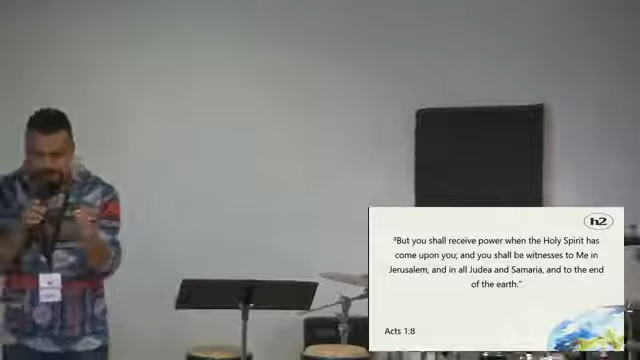 h2
⁸But you shall receive power when the Holy Spirit has
come upon you; and you shall be witnesses to Me in
Jerusalem, and in all Judea and Samaria, and to the end
of the earth."
Acts 1:8